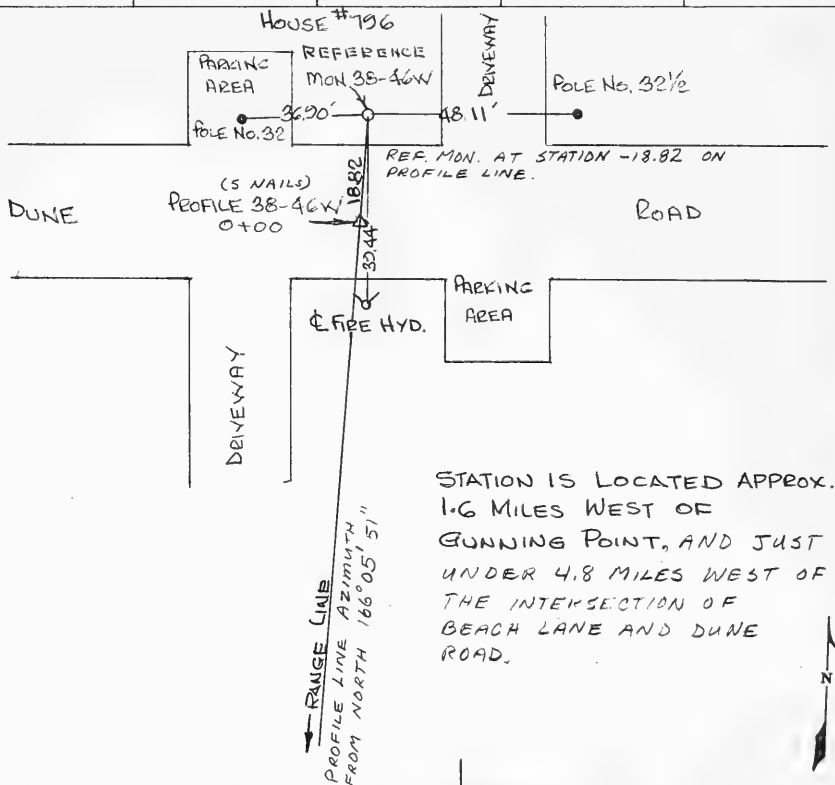 HOUSE #796
REFERENCE
MON 38-46W
PARKING
AREA
DRIVEWAY
POLE No. 32½
36.90'
48.11'
POLE No. 32
REF. MON. AT STATION -18.82 ON
PROFILE LINE.
18.82
(5 NAILS)
PROFILE 38-46W
0+00
DUNE
ROAD
39.44
PARKING
AREA
℄ FIRE HYD.
DRIVEWAY
STATION IS LOCATED APPROX.
1.6 MILES WEST OF
GUNNING POINT, AND JUST
UNDER 4.8 MILES WEST OF
THE INTERSECTION OF
BEACH LANE AND DUNE
ROAD.
RANGE LINE
PROFILE LINE AZIMUTH
FROM NORTH 166°05'51"
N